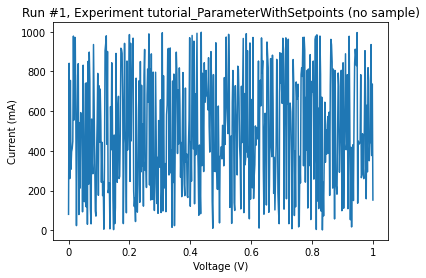 Run #1, Experiment tutorial_ParameterWithSetpoints (no sample)
1000
800
600
400
200
0
Current (mA)
0 0.2 0.4 0.6 0.8 1
Voltage (V)